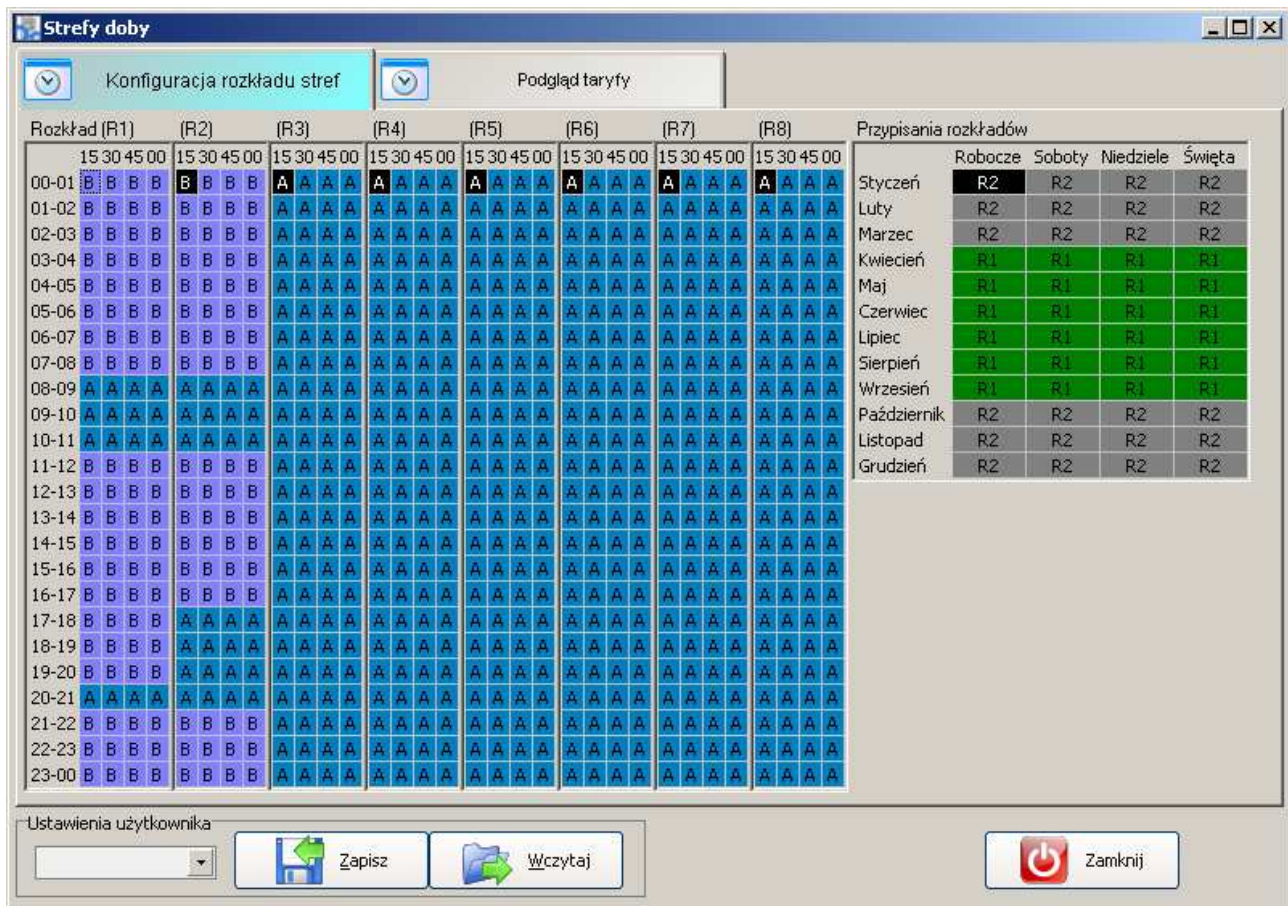 Strefy doby
Konfiguracja rozkładu stref Podgląd taryfy
Rozkład (R1) (R2) (R3) (R4) (R5) (R6) (R7) (R8) Przypisania rozkładów
15 30 45 00 15 30 45 00 15 30 45 00 15 30 45 00 15 30 45 00 15 30 45 00 15 30 45 00 15 30 45 00 Robocze Soboty Niedziele Święta
00-01 B B B B B B B B A A A A A A A A A A A A A A A A A A A A A A A A Styczeń R2 R2 R2 R2
01-02 B B B B B B B B A A A A A A A A A A A A A A A A A A A A A A A A Luty R2 R2 R2 R2
02-03 B B B B B B B B A A A A A A A A A A A A A A A A A A A A A A A A Marzec R2 R2 R2 R2
03-04 B B B B B B B B A A A A A A A A A A A A A A A A A A A A A A A A Kwiecień R1 R1 R1 R1
04-05 B B B B B B B B A A A A A A A A A A A A A A A A A A A A A A A A Maj R1 R1 R1 R1
05-06 B B B B B B B B A A A A A A A A A A A A A A A A A A A A A A A A Czerwiec R1 R1 R1 R1
06-07 B B B B B B B B A A A A A A A A A A A A A A A A A A A A A A A A Lipiec R1 R1 R1 R1
07-08 B B B B B B B B A A A A A A A A A A A A A A A A A A A A A A A A Sierpień R1 R1 R1 R1
08-09 A A A A A A A A A A A A A A A A A A A A A A A A A A A A A A A A Wrzesień R1 R1 R1 R1
09-10 A A A A A A A A A A A A A A A A A A A A A A A A A A A A A A A A Październik R2 R2 R2 R2
10-11 A A A A A A A A A A A A A A A A A A A A A A A A A A A A A A A A Listopad R2 R2 R2 R2
11-12 B B B B B B B B A A A A A A A A A A A A A A A A A A A A A A A A Grudzień R2 R2 R2 R2
12-13 B B B B B B B B A A A A A A A A A A A A A A A A A A A A A A A A
13-14 B B B B B B B B A A A A A A A A A A A A A A A A A A A A A A A A
14-15 B B B B B B B B A A A A A A A A A A A A A A A A A A A A A A A A
15-16 B B B B B B B B A A A A A A A A A A A A A A A A A A A A A A A A
16-17 B B B B B B B B A A A A A A A A A A A A A A A A A A A A A A A A
17-18 B B B B A A A A A A A A A A A A A A A A A A A A A A A A A A A A
18-19 B B B B A A A A A A A A A A A A A A A A A A A A A A A A A A A A
19-20 B B B B A A A A A A A A A A A A A A A A A A A A A A A A A A A A
20-21 A A A A A A A A A A A A A A A A A A A A A A A A A A A A A A A A
21-22 B B B B B B B B A A A A A A A A A A A A A A A A A A A A A A A A
22-23 B B B B B B B B A A A A A A A A A A A A A A A A A A A A A A A A
23-00 B B B B B B B B A A A A A A A A A A A A A A A A A A A A A A A A
Ustawienia użytkownika
Zapisz Wczytaj Zamknij